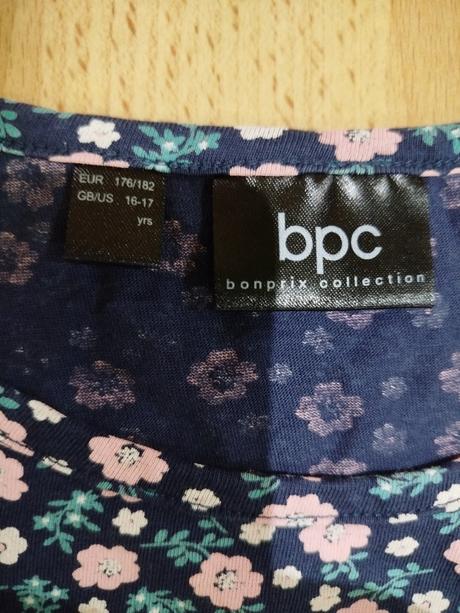 EUR 176/182
GB/US 16-17
yrs
bpc
bonprix collection